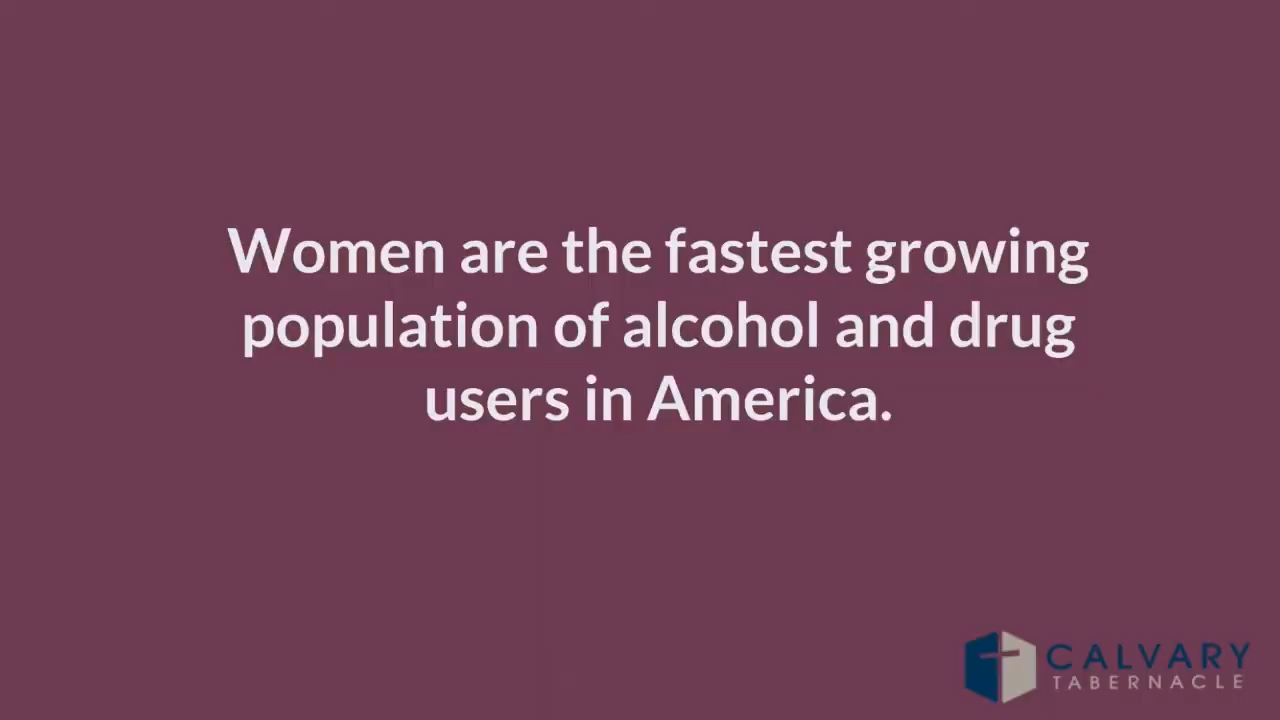 Women are the fastest growing
population of alcohol and drug
users in America.
CALVARY
TABERNACLE